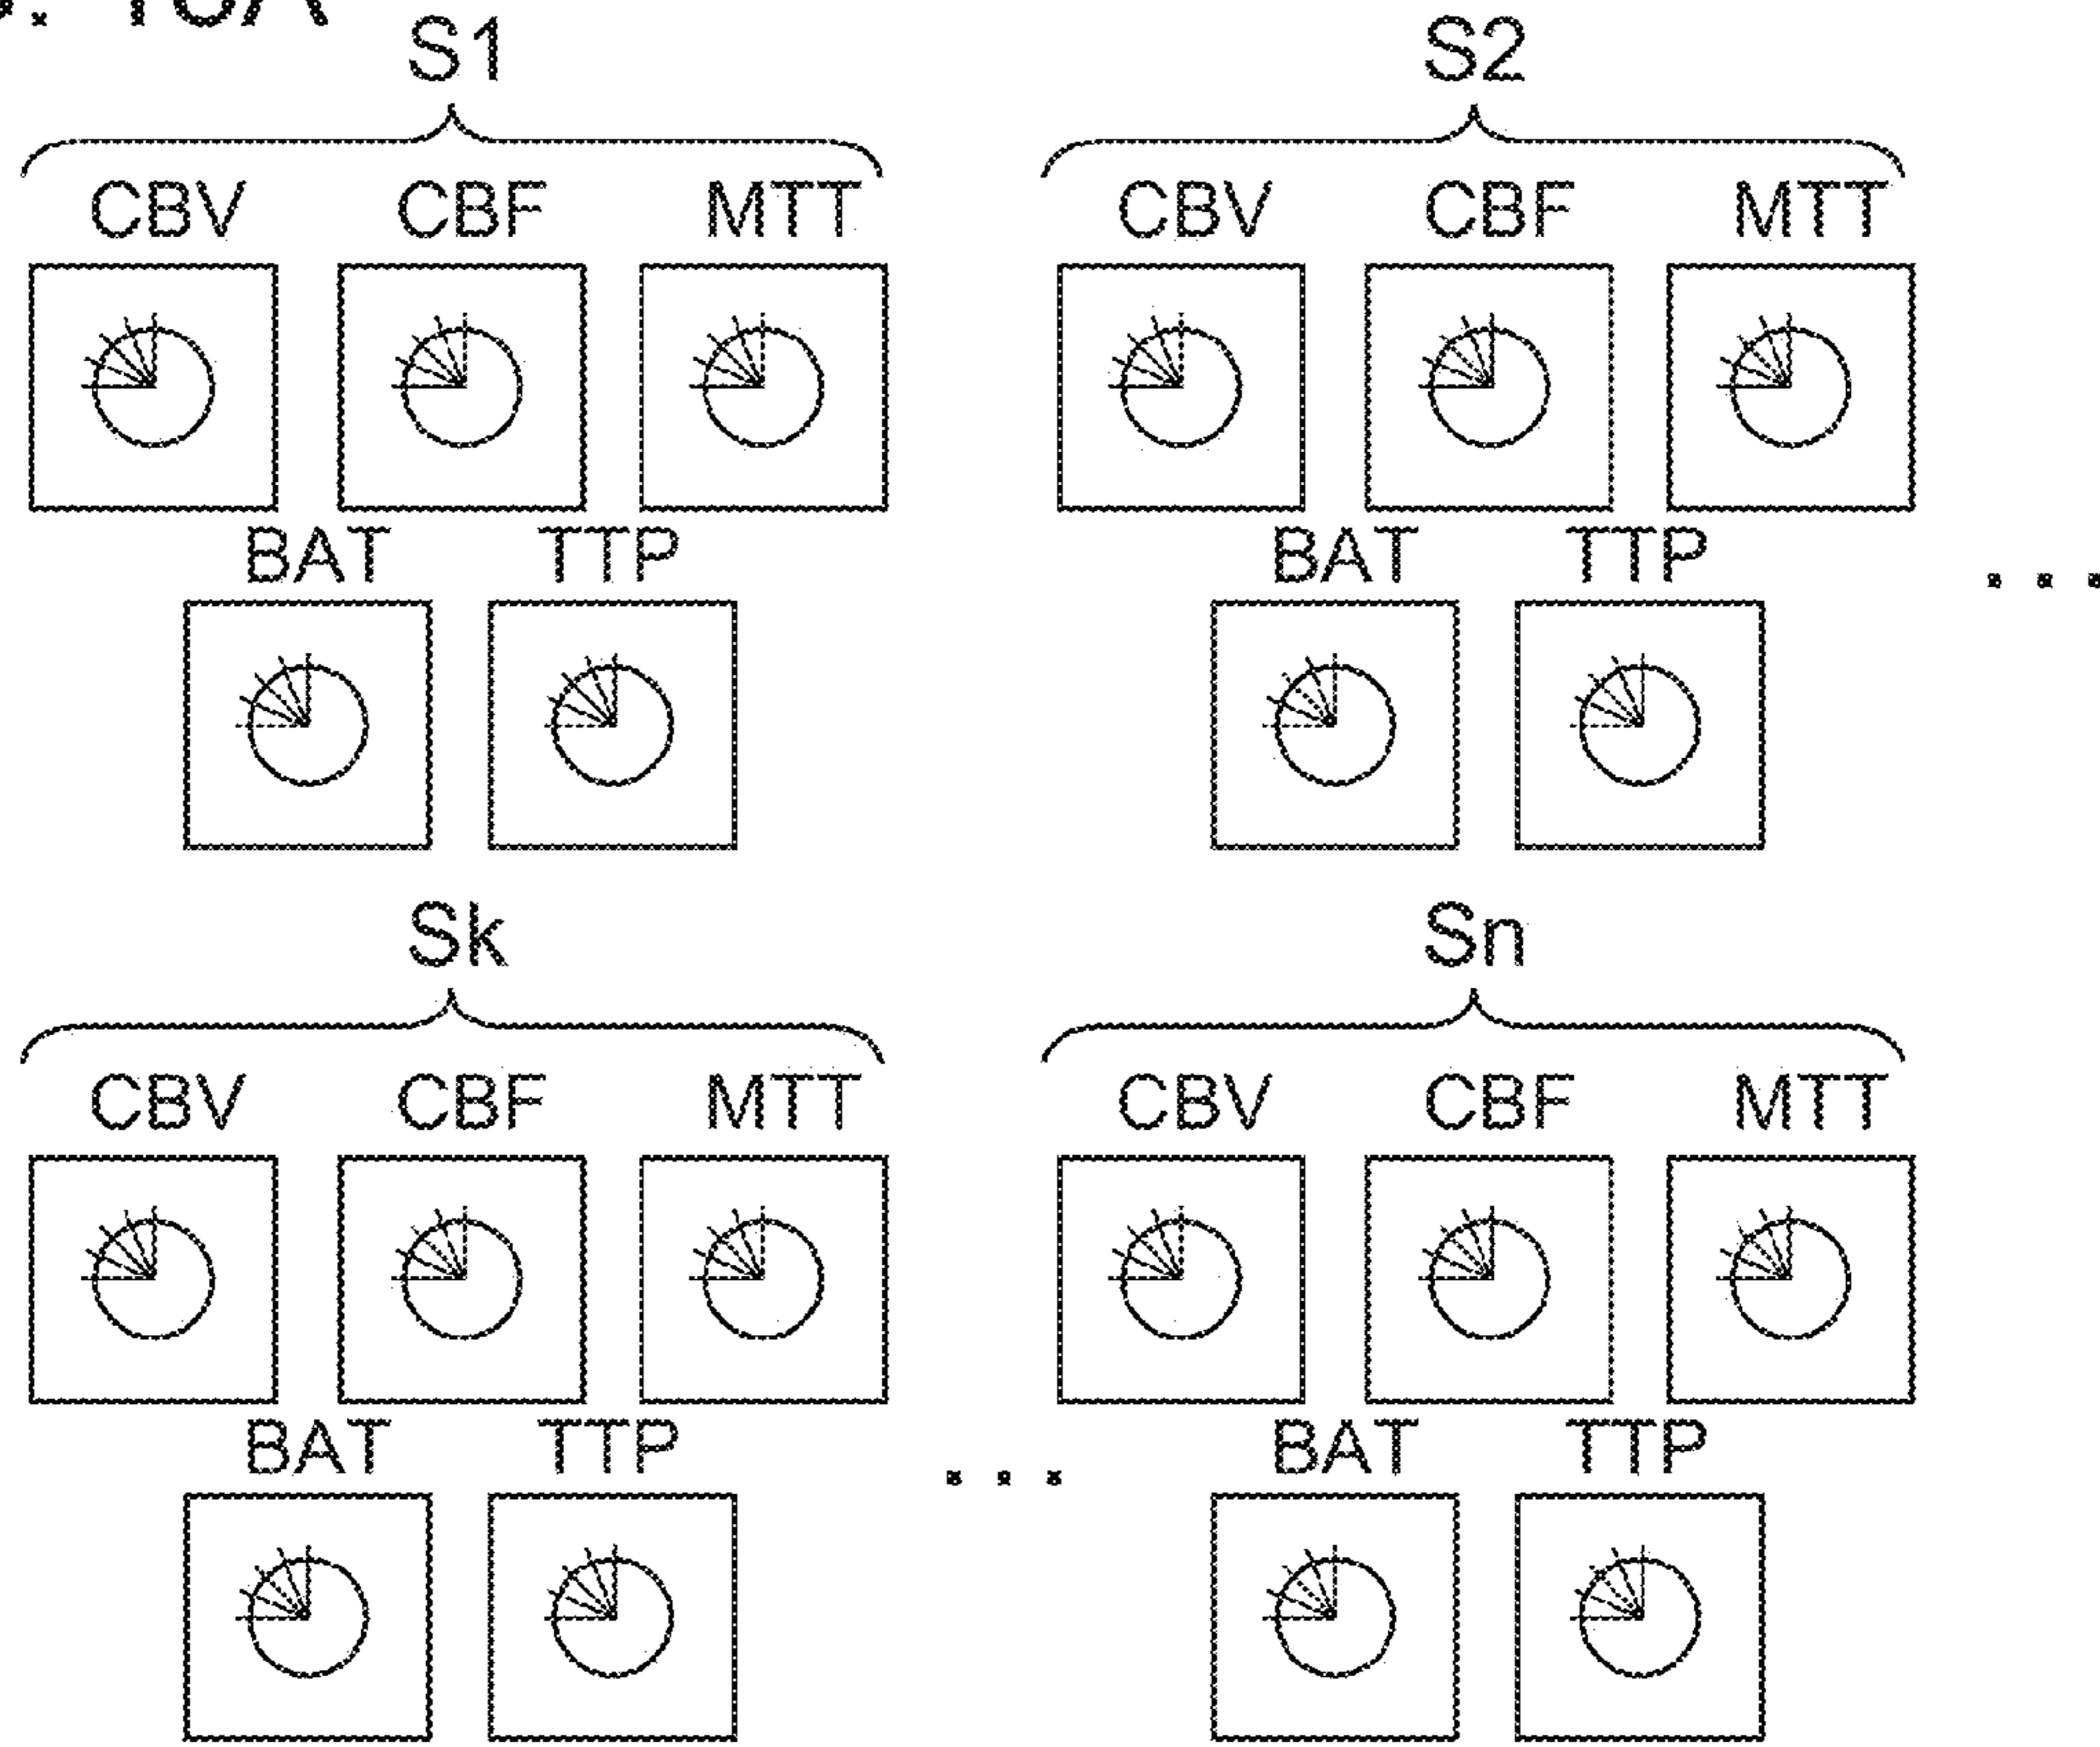 S1 S2
CBV CBF MTT CBV CBF MTT
BAT TTP BAT TTP
. . .
Sk Sn
CBV CBF MTT CBV CBF MTT
BAT TTP . . . BAT TTP